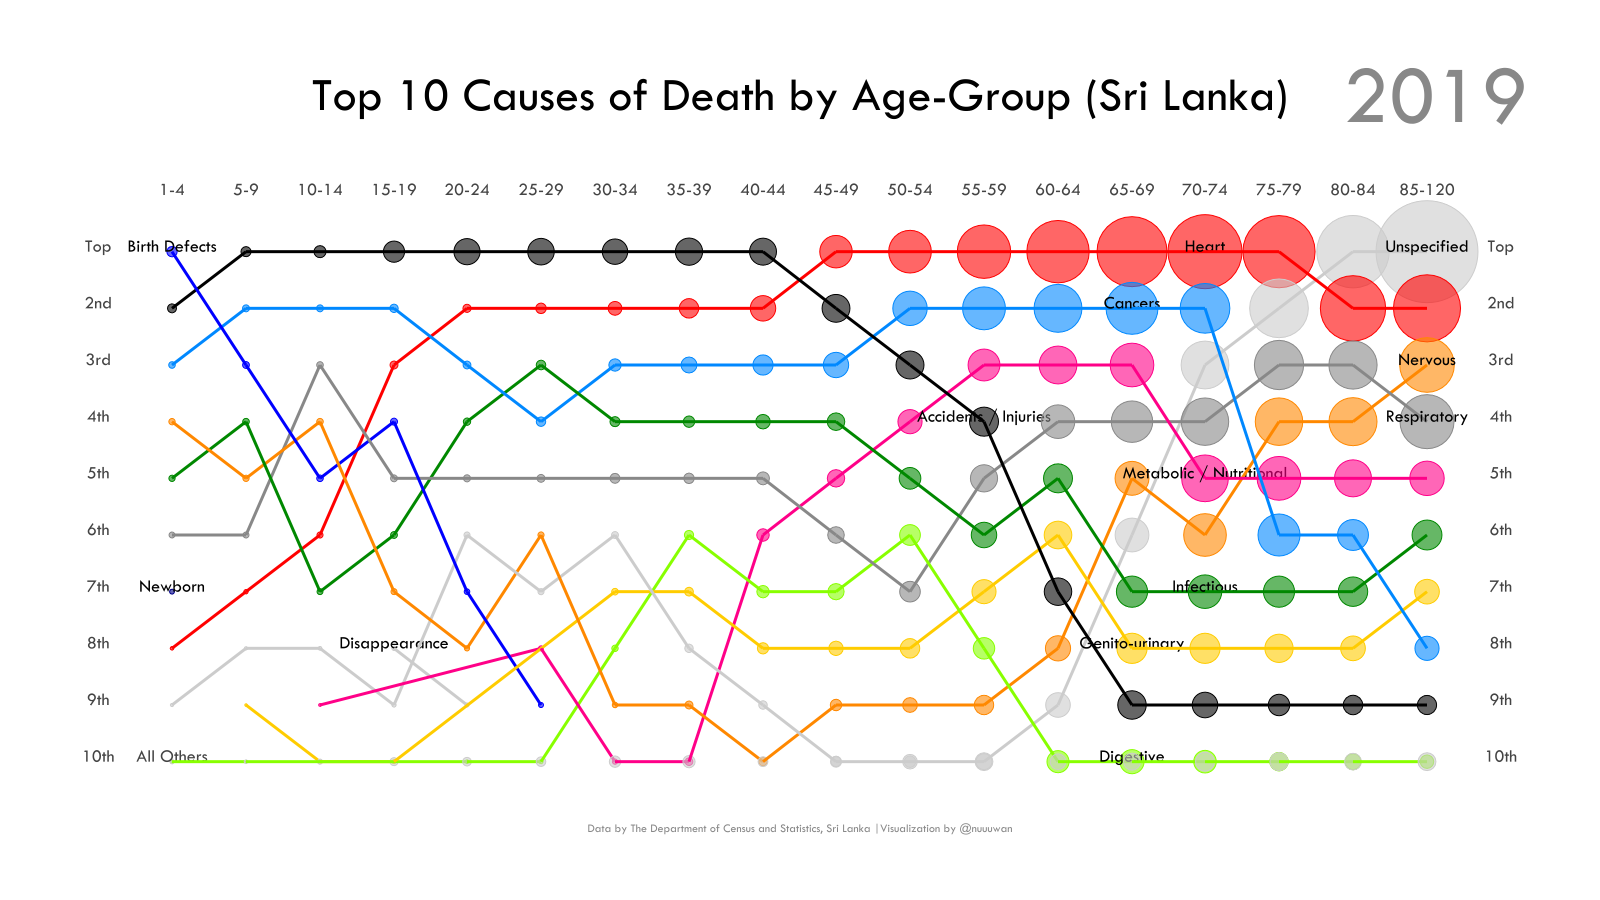 Top 10 Causes of Death by Age-Group (Sri Lanka) 2019
1-4 5-9 10-14 15-19 20-24 25-29 30-34 35-39 40-44 45-49 50-54 55-59 60-64 65-69 70-74 75-79 80-84 85-120
Top Birth Defects Heart Unspecified Top
2nd Cancers 2nd
3rd Nervous 3rd
4th Accidents / Injuries Respiratory 4th
5th Metabolic / Nutritional 5th
6th 6th
7th Newborn Infectious 7th
8th Disappearance Genito-urinary 8th
9th 9th
10th All Others Digestive 10th
Data by The Department of Census and Statistics, Sri Lanka | Visualization by @nuuuwan